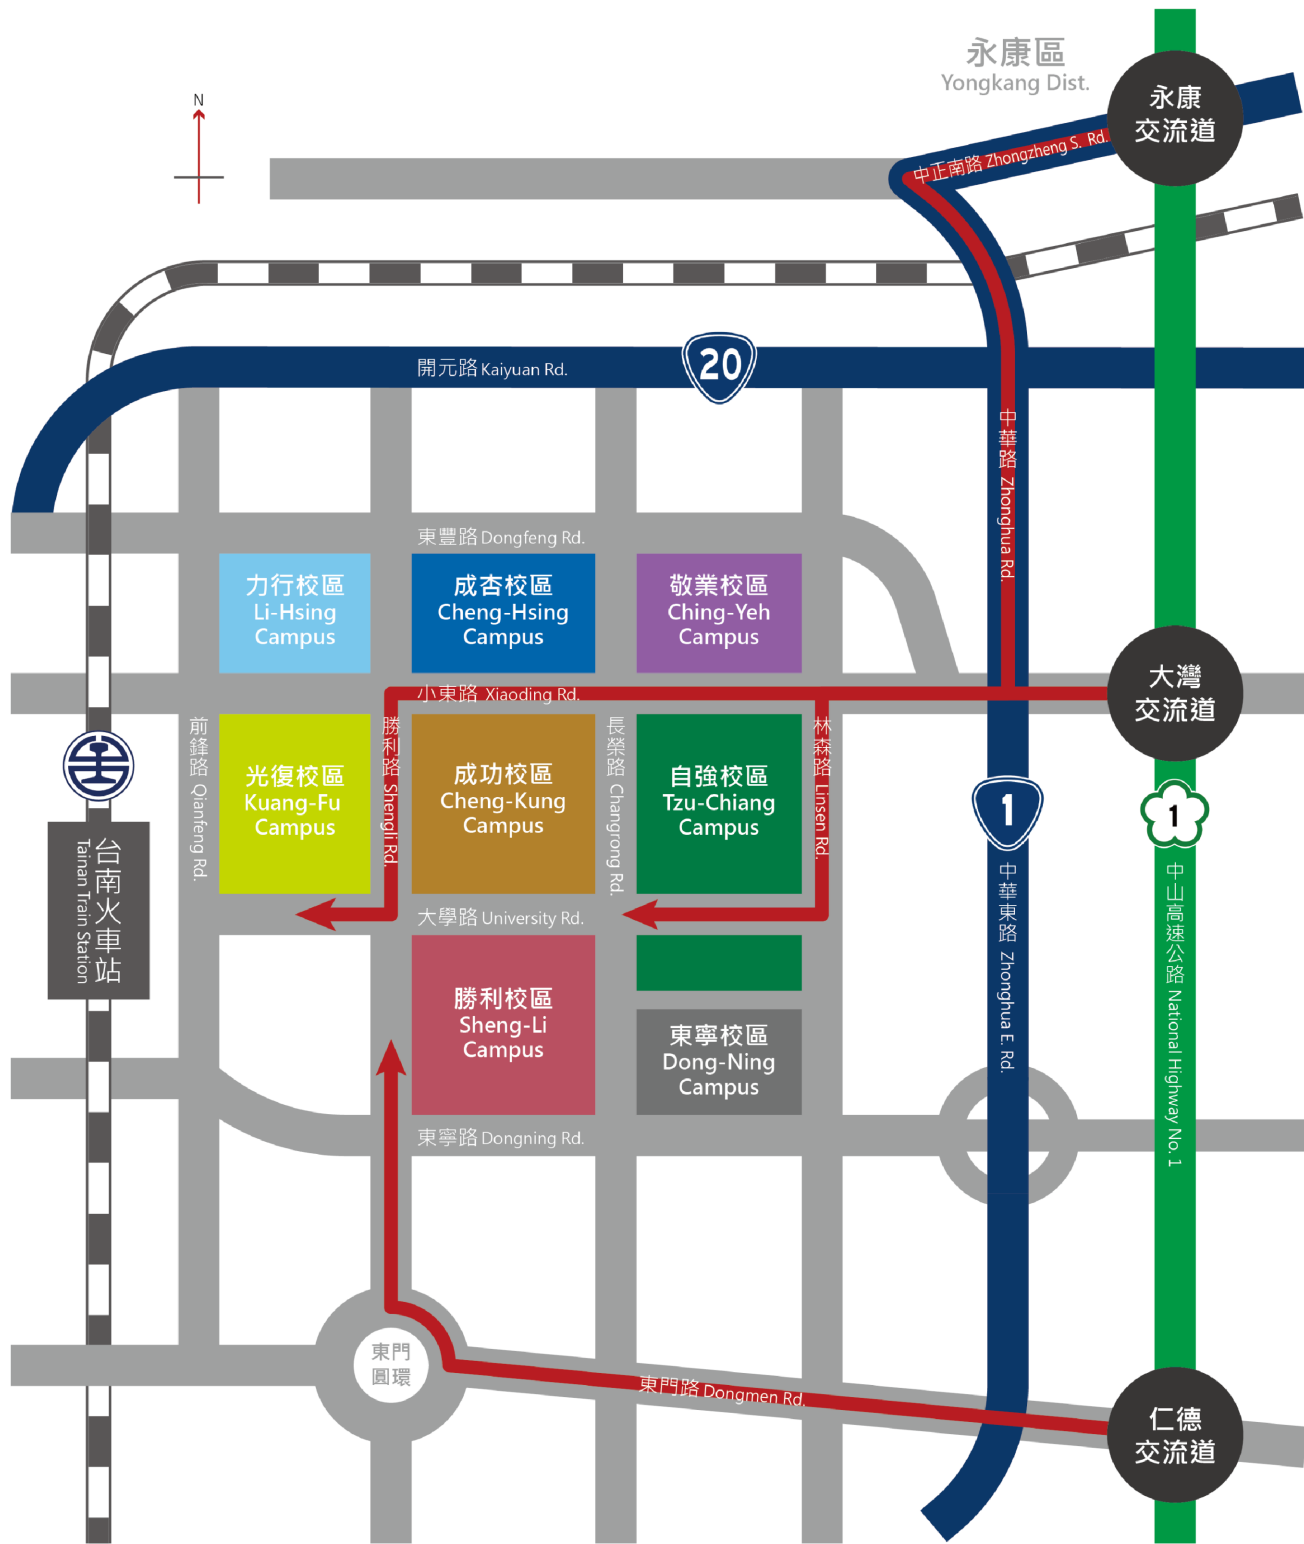 永康區
Yongkang Dist.
永康
交流道
N
中正南路 Zhongzheng S. Rd.
開元路 Kaiyuan Rd.
20
中華路 Zhonghua Rd.
東豐路 Dongfeng Rd.
力行校區
Li-Hsing
Campus
成杏校區
Cheng-Hsing
Campus
敬業校區
Ching-Yeh
Campus
大灣
交流道
小東路 Xiaoding Rd.
前鋒路 Qianfeng Rd.
勝利路 Shengli Rd.
長榮路 Changrong Rd.
林森路 Linsen Rd.
光復校區
Kuang-Fu
Campus
成功校區
Cheng-Kung
Campus
自強校區
Tzu-Chiang
Campus
1
1
台南火車站
Tainan Train Station
中華東路 Zhonghua E. Rd.
中山高速公路 National Highway No. 1
大學路 University Rd.
勝利校區
Sheng-Li
Campus
東寧校區
Dong-Ning
Campus
東寧路 Dongning Rd.
東門
圓環
東門路 Dongmen Rd.
仁德
交流道